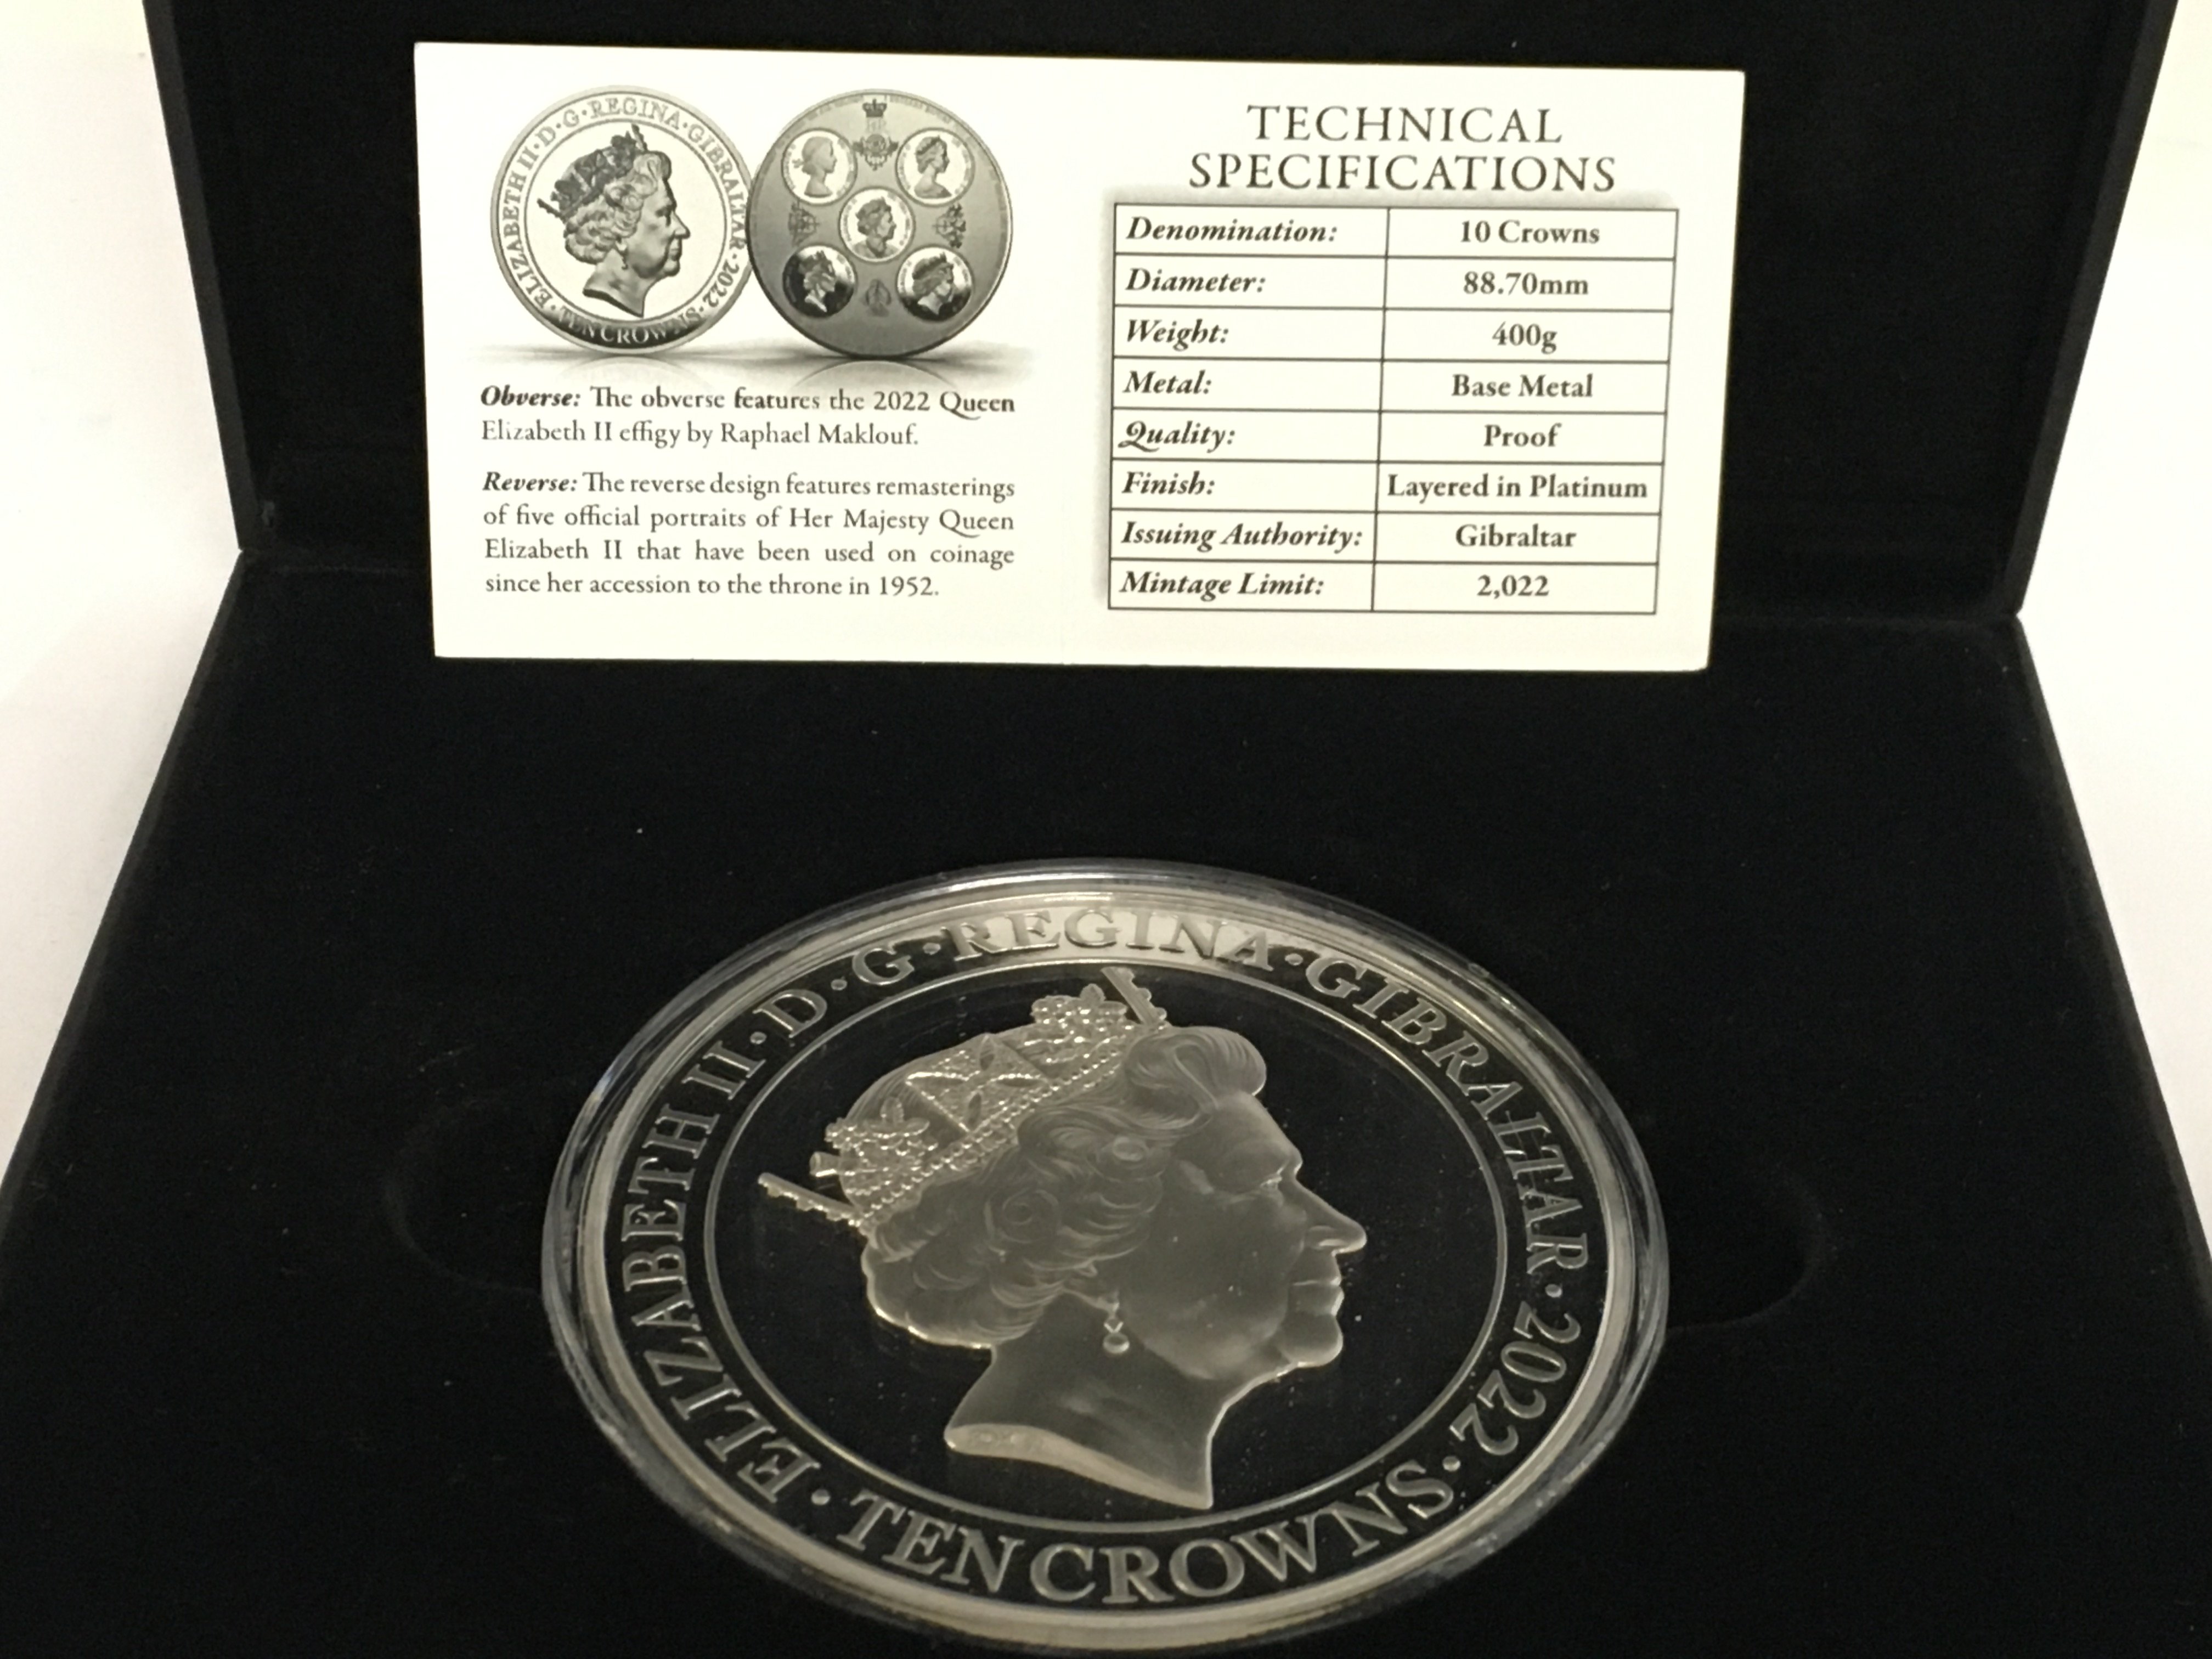 ELIZABETH II·D·G·REGINA·GIBRALTAR·2022·
TEN CROWNS·
Obverse: The obverse features the 2022 Queen
Elizabeth II effigy by Raphael Maklouf.
Reverse: The reverse design features remasterings
of five official portraits of Her Majesty Queen
Elizabeth II that have been used on coinage
since her accession to the throne in 1952.
TECHNICAL
SPECIFICATIONS
Denomination: 10 Crowns
Diameter: 88.70mm
Weight: 400g
Metal: Base Metal
Quality: Proof
Finish: Layered in Platinum
Issuing Authority: Gibraltar
Mintage Limit: 2,022
·ELIZABETH II·D·G·REGINA·GIBRALTAR·2022·
TEN CROWNS